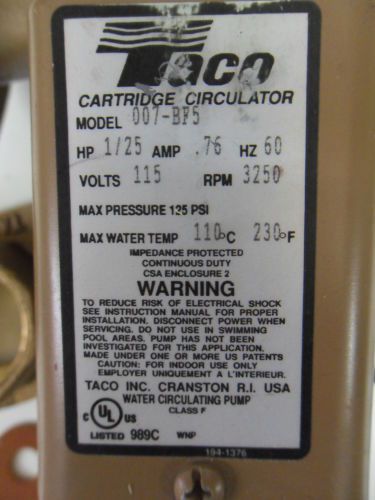 Taco
CARTRIDGE CIRCULATOR
MODEL 007-BF5
HP 1/25 AMP .76 HZ 60
VOLTS 115 RPM 3250
MAX PRESSURE 125 PSI
MAX WATER TEMP 110°C 230°F
IMPEDANCE PROTECTED
CONTINUOUS DUTY
CSA ENCLOSURE 2
WARNING
TO REDUCE RISK OF ELECTRICAL SHOCK
SEE INSTRUCTION MANUAL FOR PROPER
INSTALLATION. DISCONNECT POWER WHEN
SERVICING. DO NOT USE IN SWIMMING
POOL AREAS. PUMP HAS NOT BEEN
INVESTIGATED FOR THIS APPLICATION.
MADE UNDER ONE OR MORE US PATENTS
CAUTION: FOR INDOOR USE ONLY
EMPLOYER UNIQUEMENT A L'INTERIEUR.
TACO INC. CRANSTON R.I. USA
WATER CIRCULATING PUMP
CLASS F
C UL US
LISTED 989C WNP
194-1376